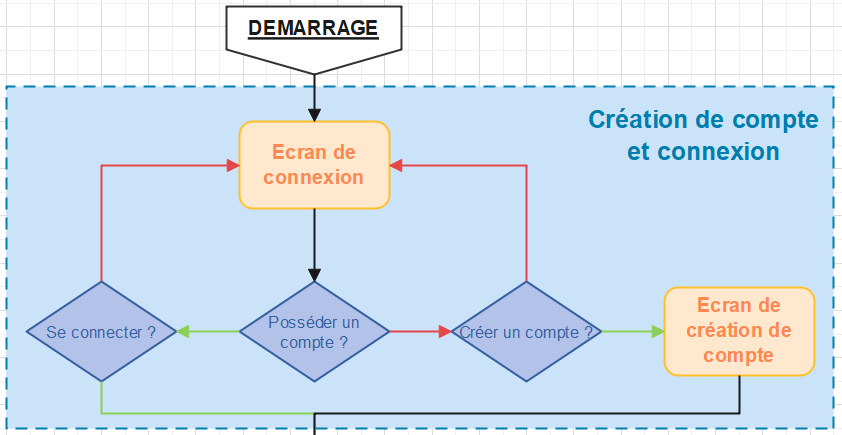 DEMARRAGE
Création de compte
et connexion
Ecran de
connexion
Se connecter ?
Posséder un
compte ?
Créer un compte ?
Ecran de
création de
compte